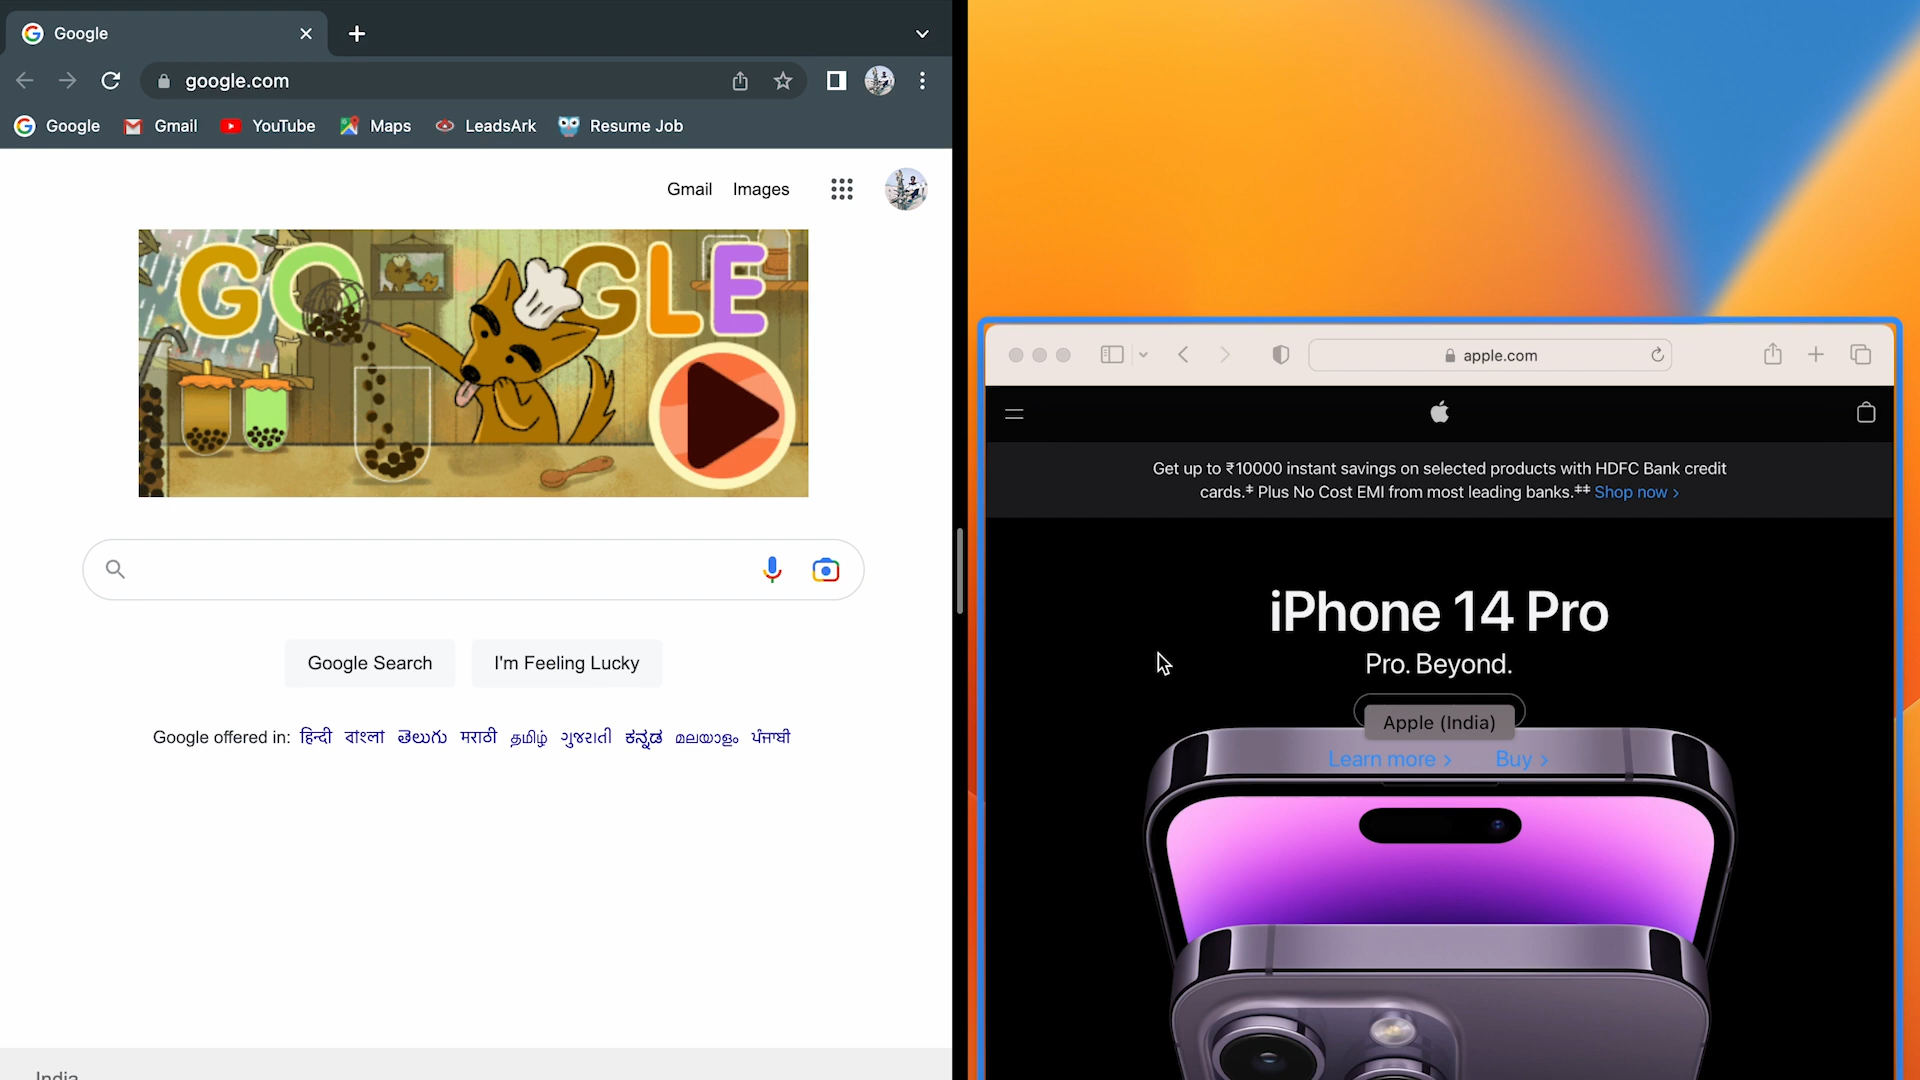 Google
google.com
Google Gmail YouTube Maps LeadsArk Resume Job
Gmail Images
GOOGLE
Google Search I'm Feeling Lucky
Google offered in: हिन्दी বাংলা తెలుగు मराठी தமிழ் ગુજરાતી ಕನ್ನಡ മലയാളം ਪੰਜਾਬੀ
India
apple.com
Get up to ₹10000 instant savings on selected products with HDFC Bank credit
cards.‡ Plus No Cost EMI from most leading banks.‡‡ Shop now >
iPhone 14 Pro
Pro. Beyond.
Apple (India)
Learn more > Buy >